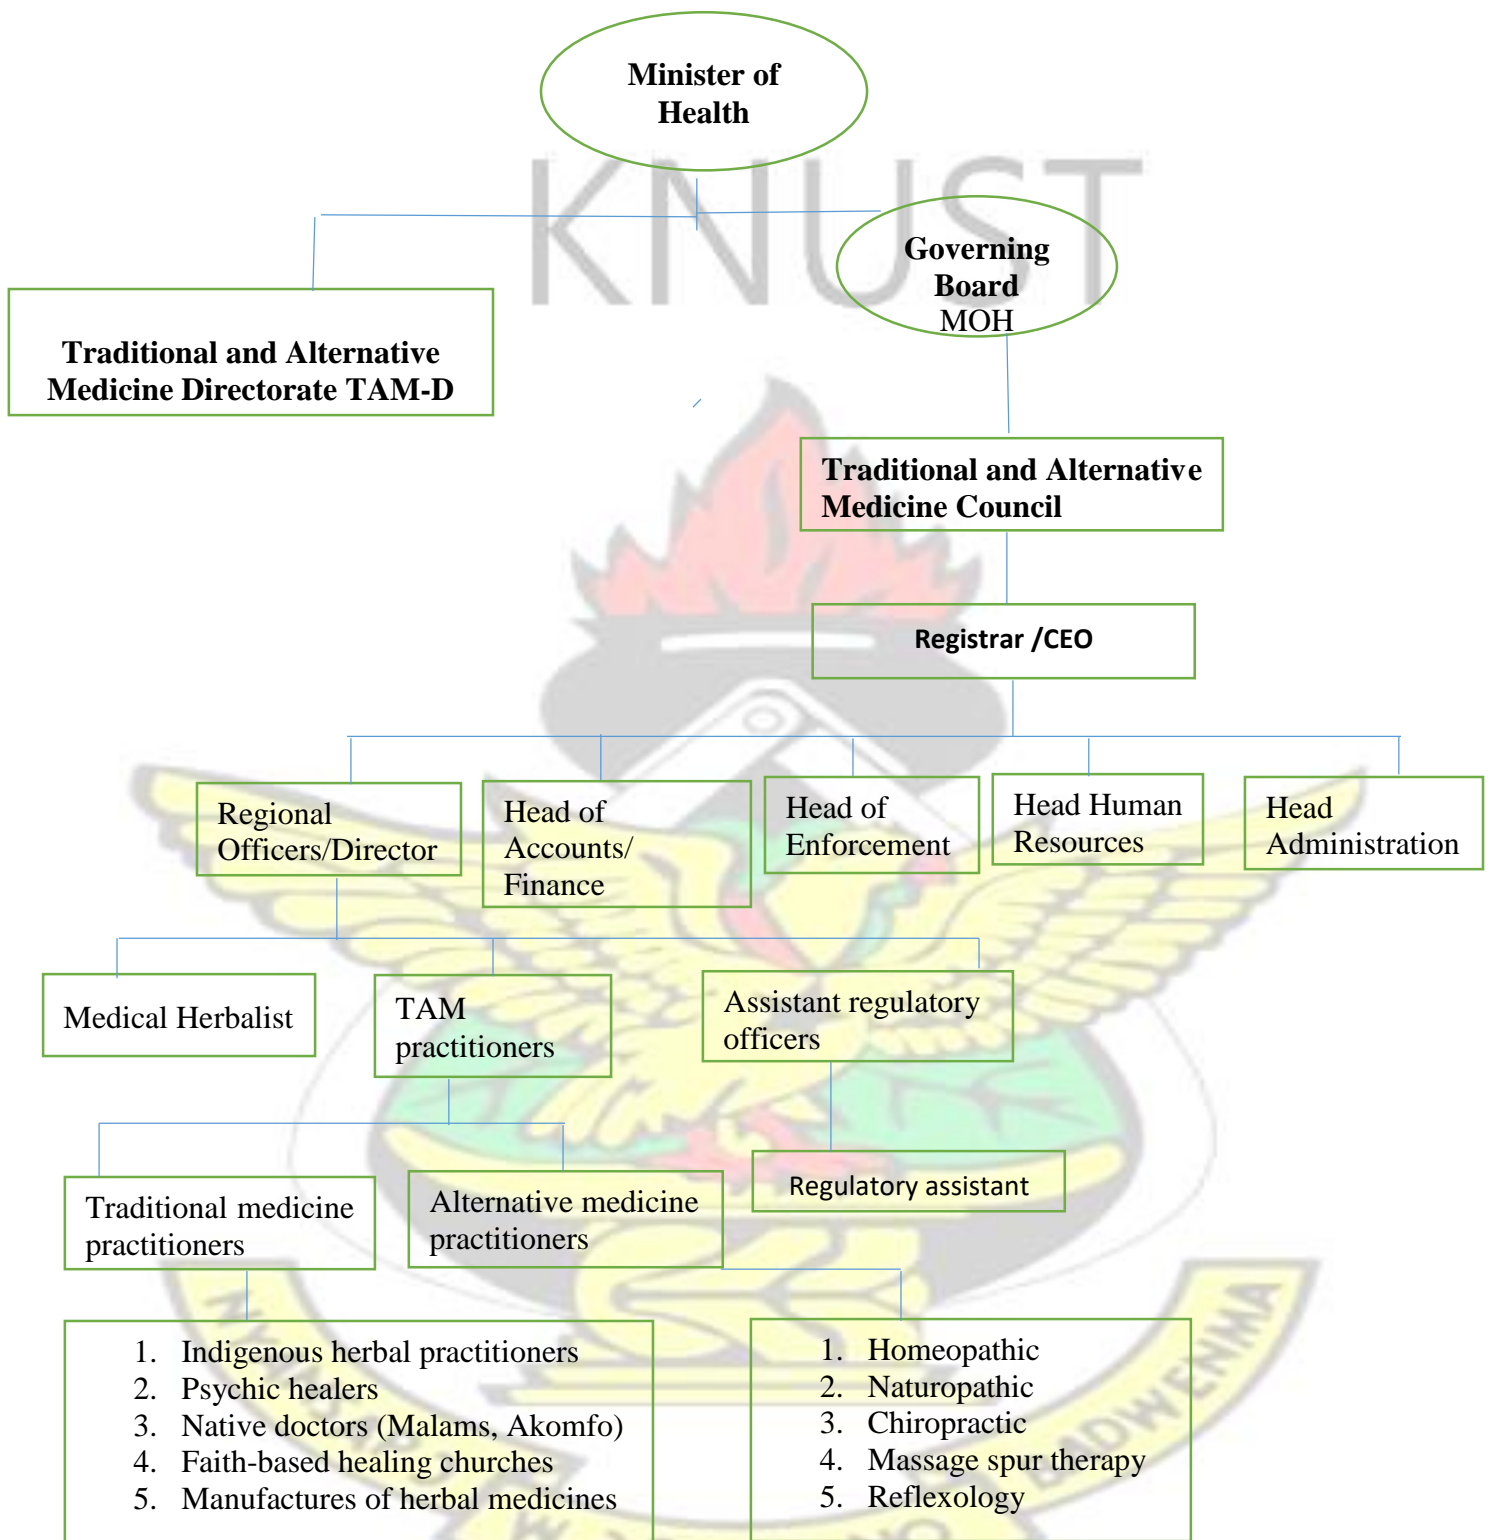 Minister of
Health
KNUST
Governing
Board
MOH
Traditional and Alternative
Medicine Directorate TAM-D
Traditional and Alternative
Medicine Council
Registrar /CEO
Regional
Officers/Director
Head of
Accounts/
Finance
Head of
Enforcement
Head Human
Resources
Head
Administration
Medical Herbalist
TAM
practitioners
Assistant regulatory
officers
Traditional medicine
practitioners
Alternative medicine
practitioners
Regulatory assistant
1. Indigenous herbal practitioners
2. Psychic healers
3. Native doctors (Malams, Akomfo)
4. Faith-based healing churches
5. Manufactures of herbal medicines
1. Homeopathic
2. Naturopathic
3. Chiropractic
4. Massage spur therapy
5. Reflexology
BADWENMA